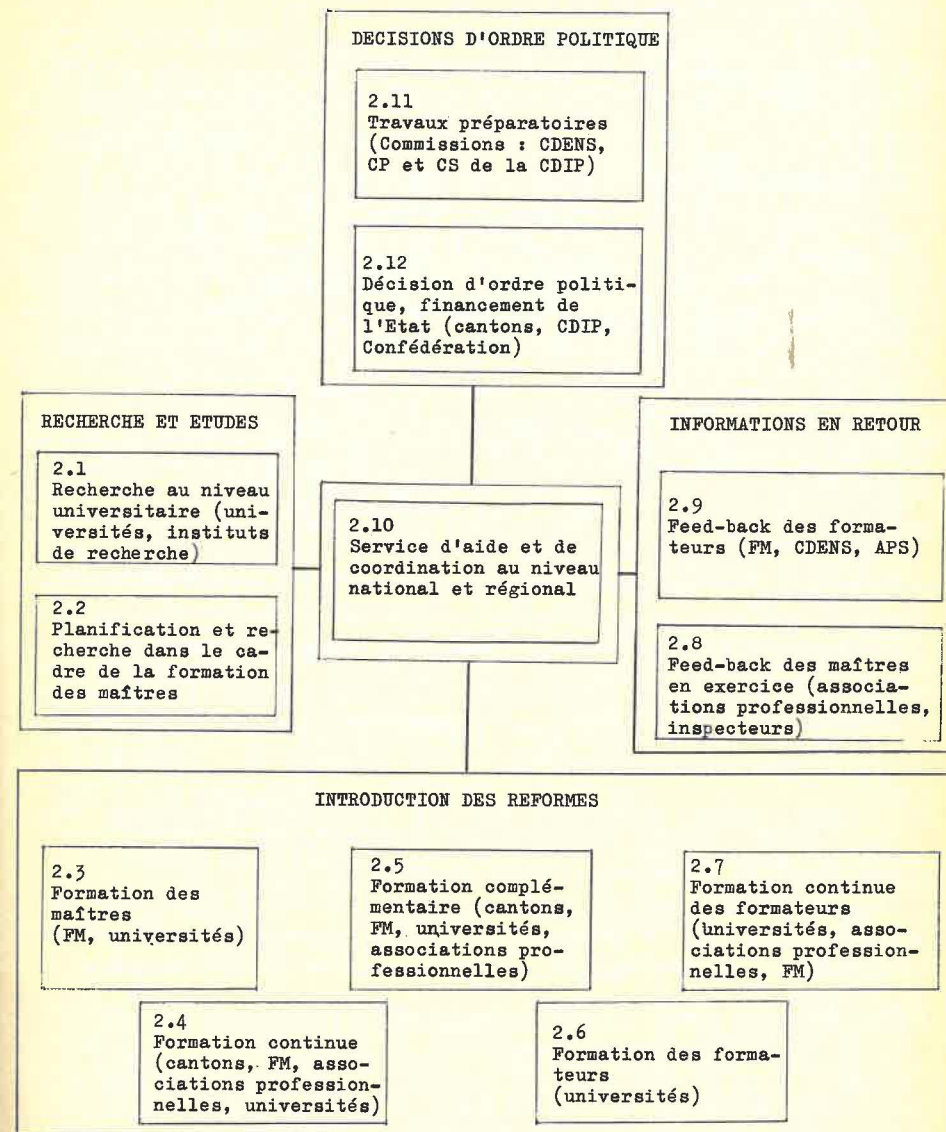 DECISIONS D'ORDRE POLITIQUE
2.11
Travaux préparatoires
(Commissions : CDENS,
CP et CS de la CDIP)
2.12
Décision d'ordre politi-
que, financement de
l'Etat (cantons, CDIP,
Confédération)
RECHERCHE ET ETUDES
2.1
Recherche au niveau
universitaire (uni-
versités, instituts
de recherche)
2.2
Planification et re-
cherche dans le ca-
dre de la formation
des maîtres
2.10
Service d'aide et de
coordination au niveau
national et régional
INFORMATIONS EN RETOUR
2.9
Feed-back des forma-
teurs (FM, CDENS, APS)
2.8
Feed-back des maîtres
en exercice (associa-
tions professionnelles,
inspecteurs)
INTRODUCTION DES REFORMES
2.3
Formation des
maîtres
(FM, universités)
2.5
Formation complé-
mentaire (cantons,
FM, universités,
associations pro-
fessionnelles)
2.7
Formation continue
des formateurs
(universités, asso-
ciations profession-
nelles, FM)
2.4
Formation continue
(cantons, FM, asso-
ciations profession-
nelles, universités)
2.6
Formation des forma-
teurs
(universités)